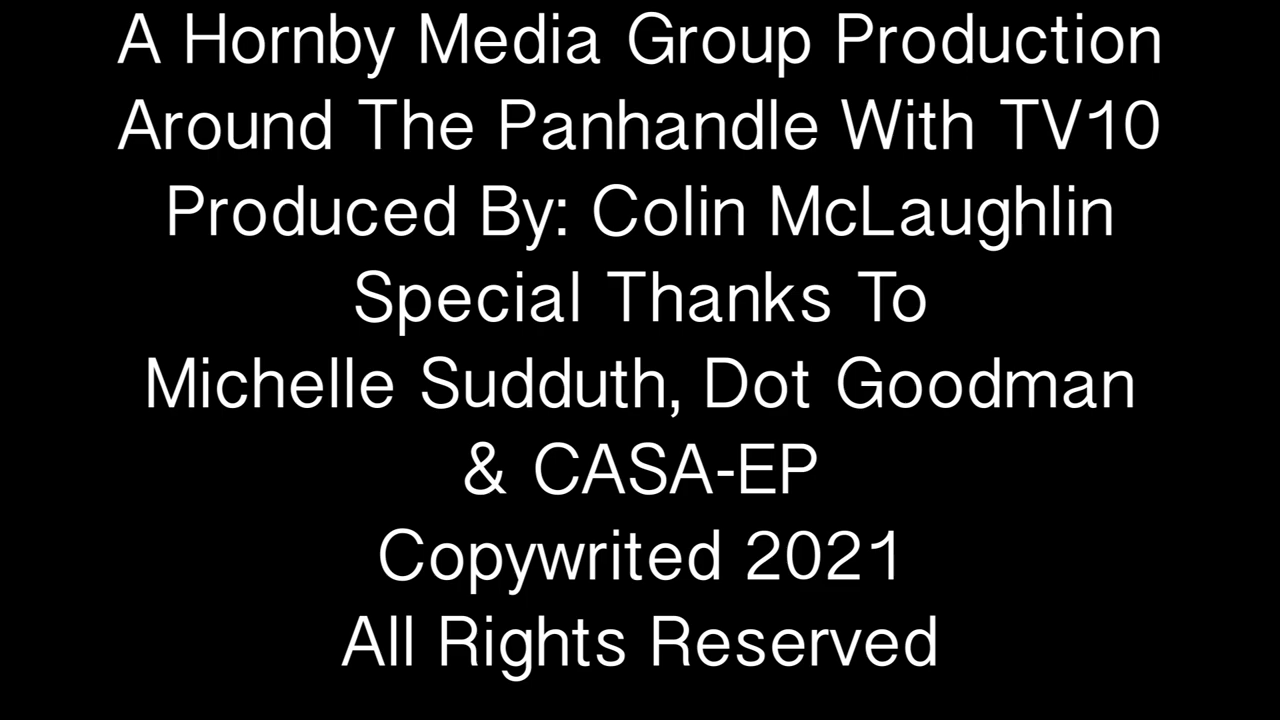 A Hornby Media Group Production
Around The Panhandle With TV10
Produced By: Colin McLaughlin
Special Thanks To
Michelle Sudduth, Dot Goodman
& CASA-EP
Copywrited 2021
All Rights Reserved